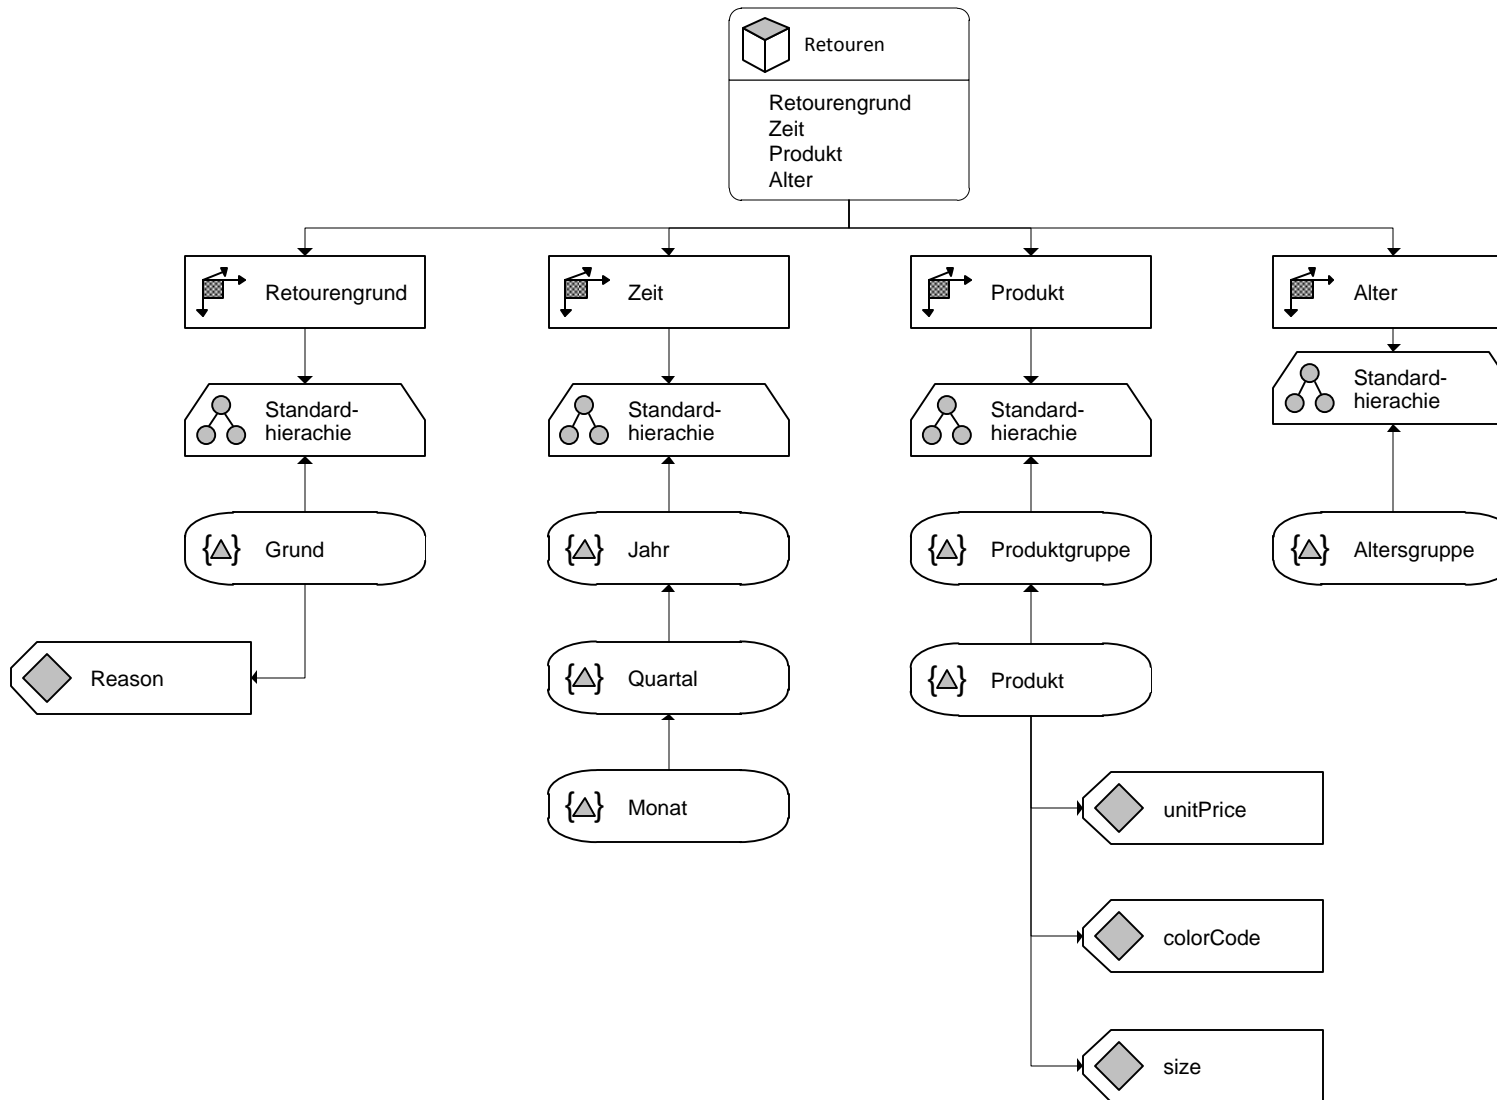 Retouren
Retourengrund
Zeit
Produkt
Alter
Retourengrund
Zeit
Produkt
Alter
Standard-
hierachie
Standard-
hierachie
Standard-
hierachie
Standard-
hierachie
Grund
Jahr
Produktgruppe
Altersgruppe
Reason
Quartal
Produkt
Monat
unitPrice
colorCode
size